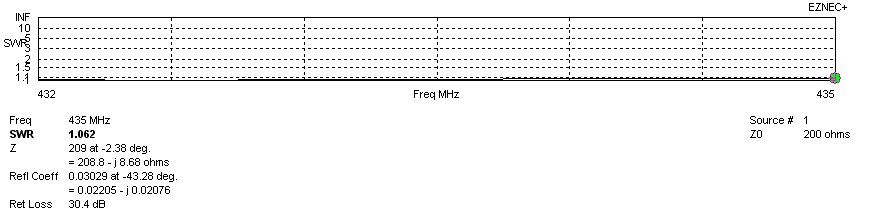 EZNEC+
INF
10
5
SWR 3
2
1.5
1.1
1
432 Freq MHz 435
Freq 435 MHz Source # 1
SWR 1.062 Z0 200 ohms
Z 209 at -2.38 deg.
= 208.8 - j 8.68 ohms
Refl Coeff 0.03029 at -43.28 deg.
= 0.02205 - j 0.02076
Ret Loss 30.4 dB